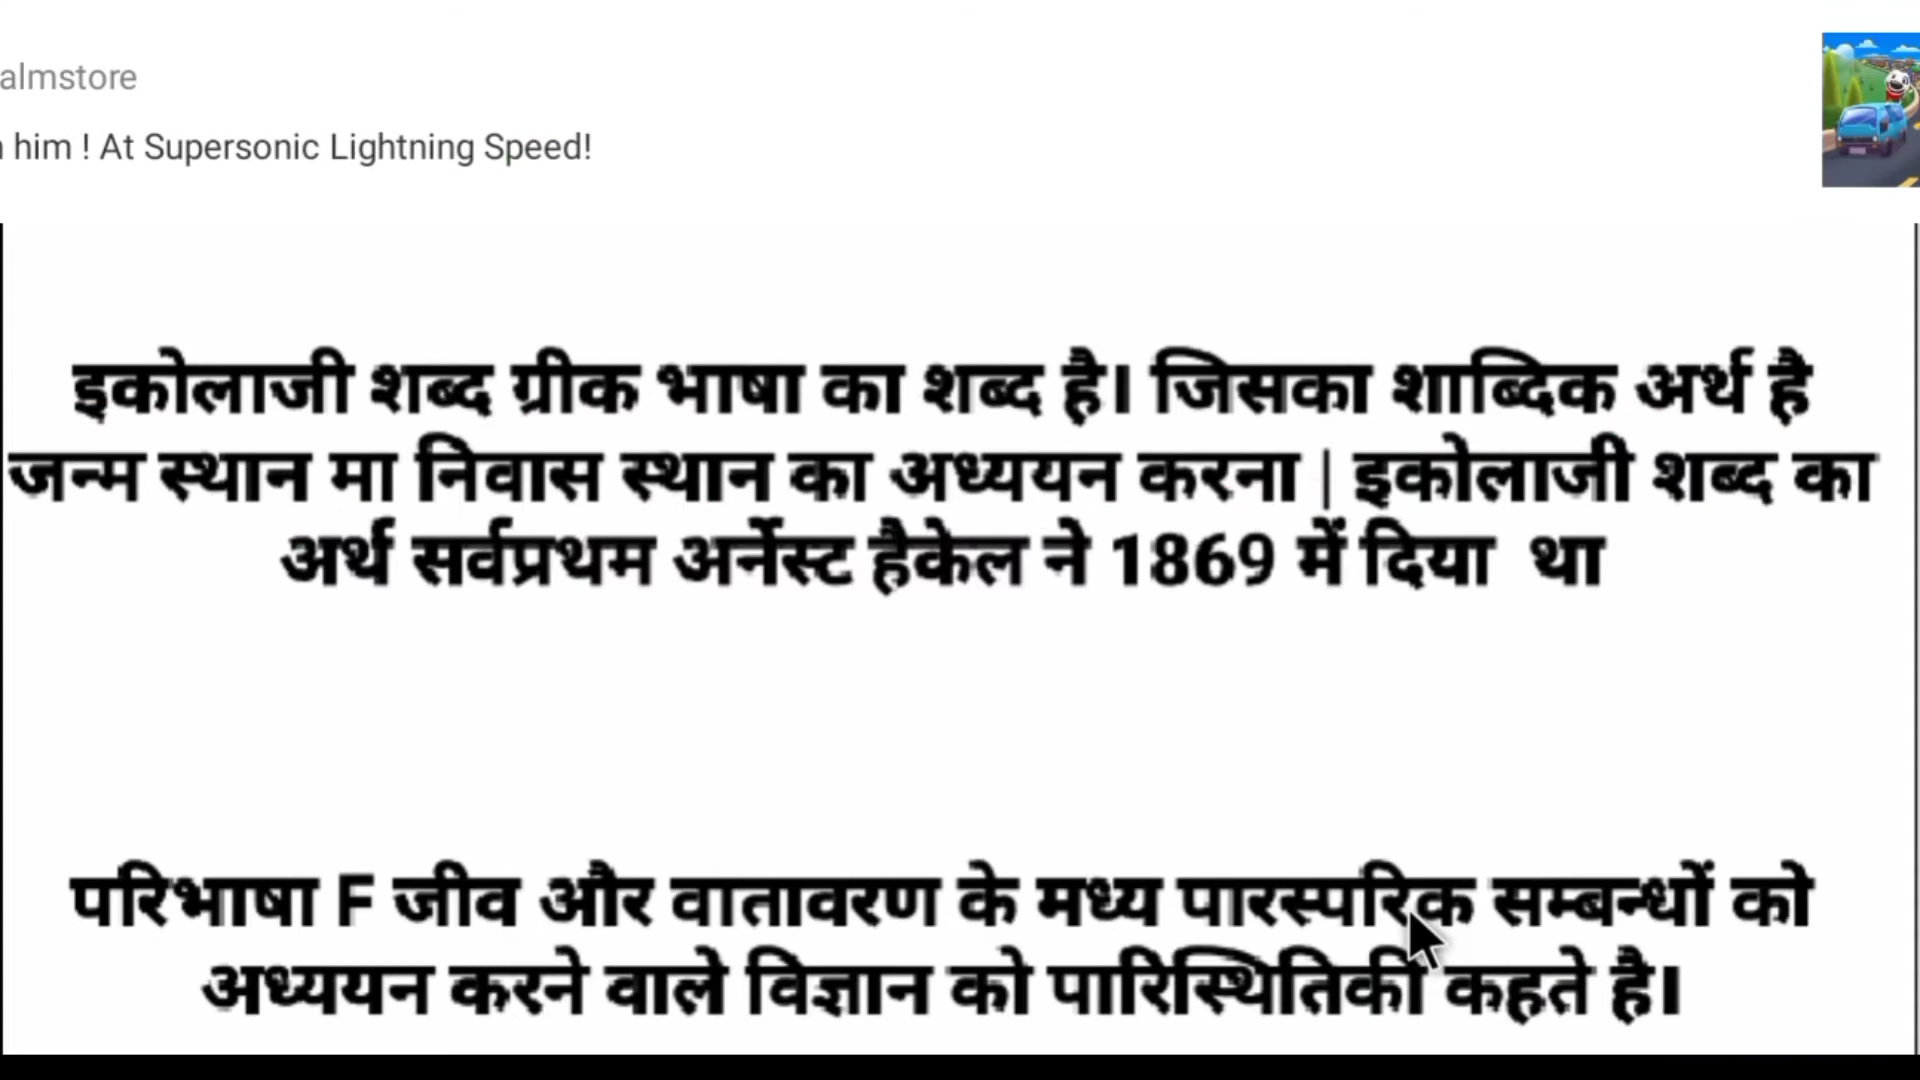 almstore
him ! At Supersonic Lightning Speed!
इकोलाजी शब्द ग्रीक भाषा का शब्द है। जिसका शाब्दिक अर्थ है
जन्म स्थान मा निवास स्थान का अध्ययन करना | इकोलाजी शब्द का
अर्थ सर्वप्रथम अर्नेस्ट हैकेल ने 1869 में दिया था
परिभाषा F जीव और वातावरण के मध्य पारस्परिक सम्बन्धों को
अध्ययन करने वाले विज्ञान को पारिस्थितिकी कहते है।